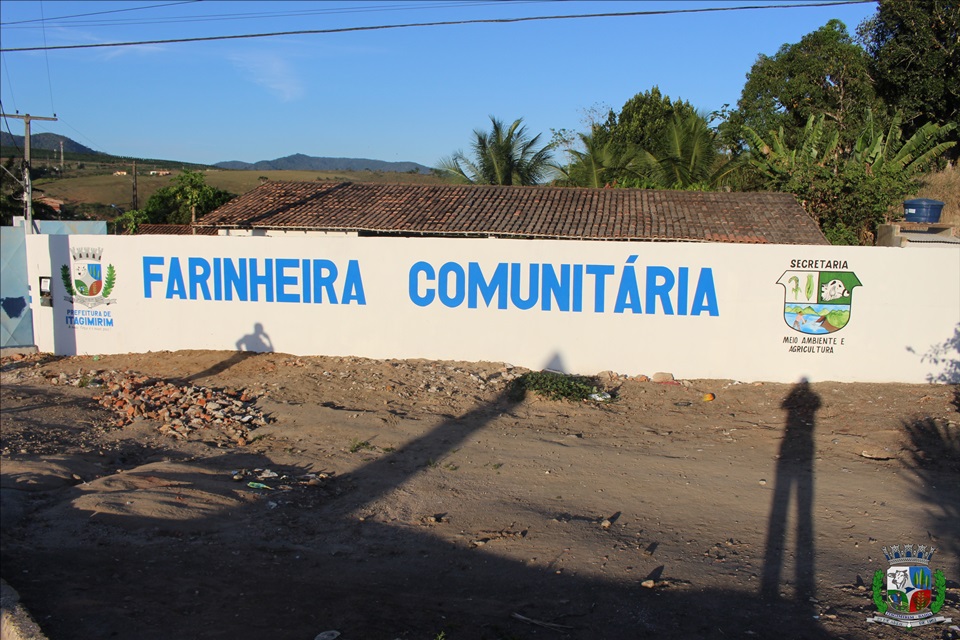 FARINHEIRA COMUNITÁRIA
PREFEITURA DE
ITAGIMIRIM
SECRETARIA
MEIO AMBIENTE E
AGRICULTURA